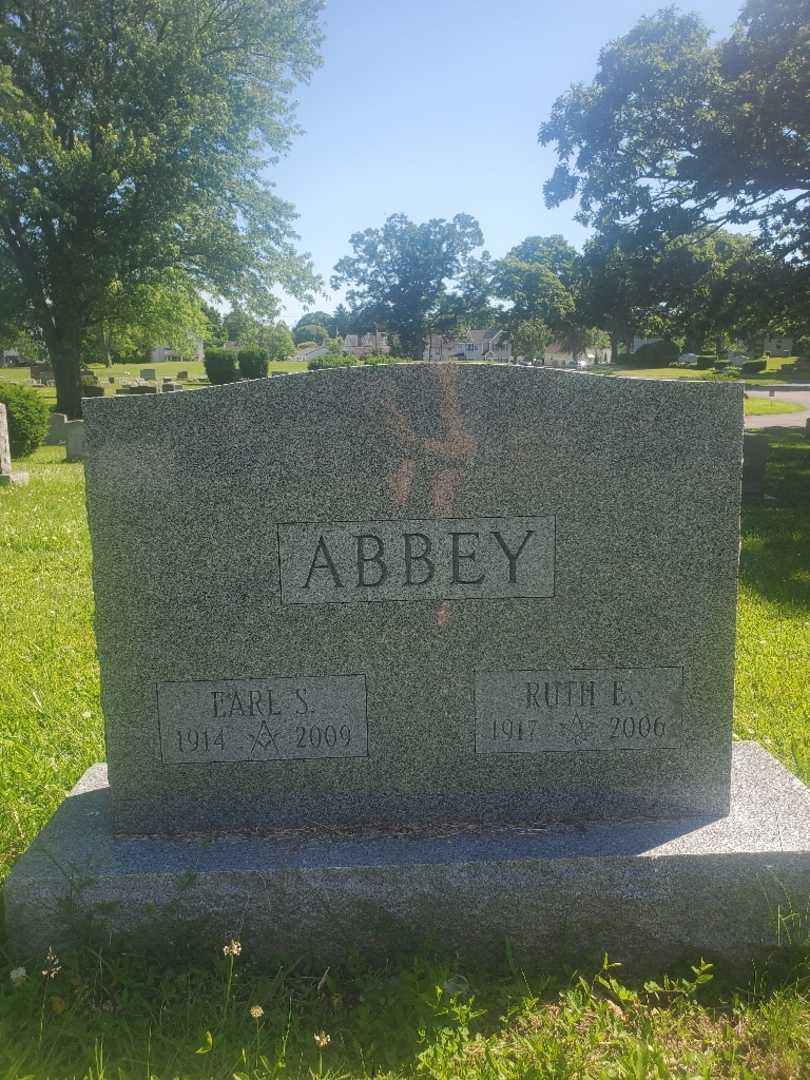 ABBEY
EARL S.
1914 2009
RUTH E.
1917 2006